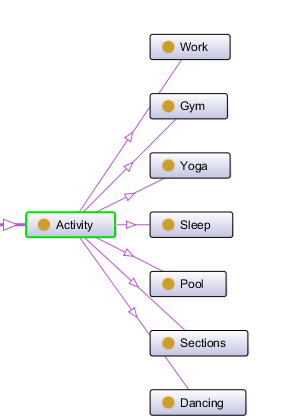 Work
Gym
Yoga
Activity
Sleep
Pool
Sections
Dancing